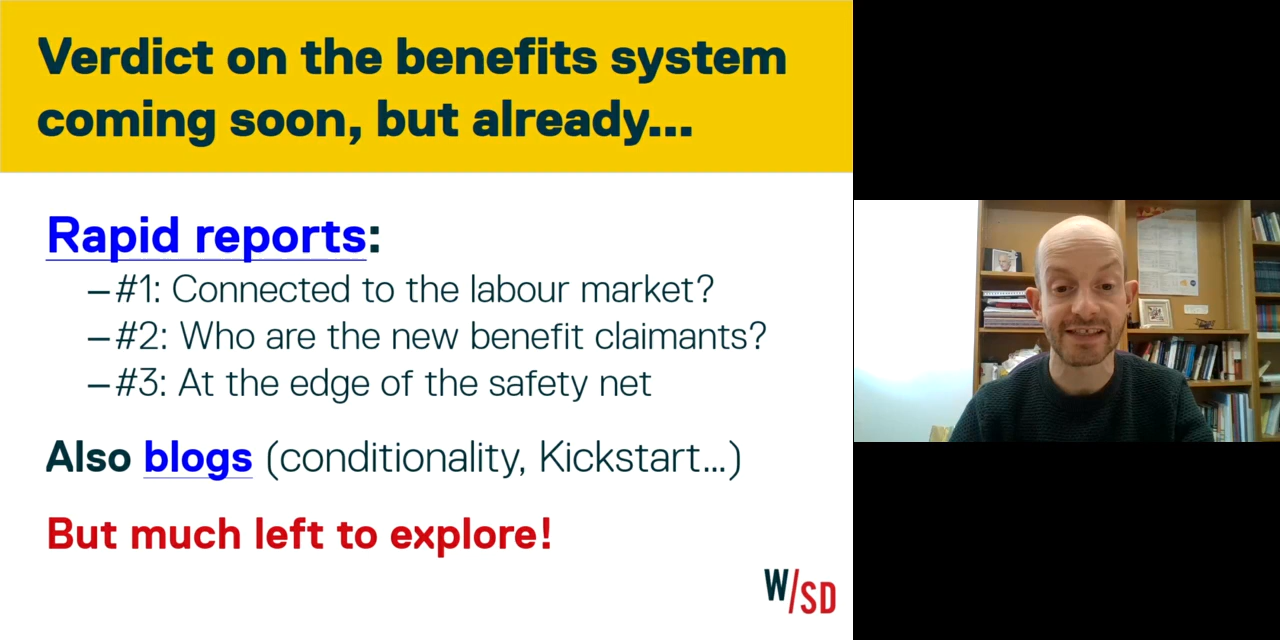 Verdict on the benefits system
coming soon, but already...
Rapid reports:
–#1: Connected to the labour market?
–#2: Who are the new benefit claimants?
–#3: At the edge of the safety net
Also blogs (conditionality, Kickstart...)
But much left to explore!
W/SD